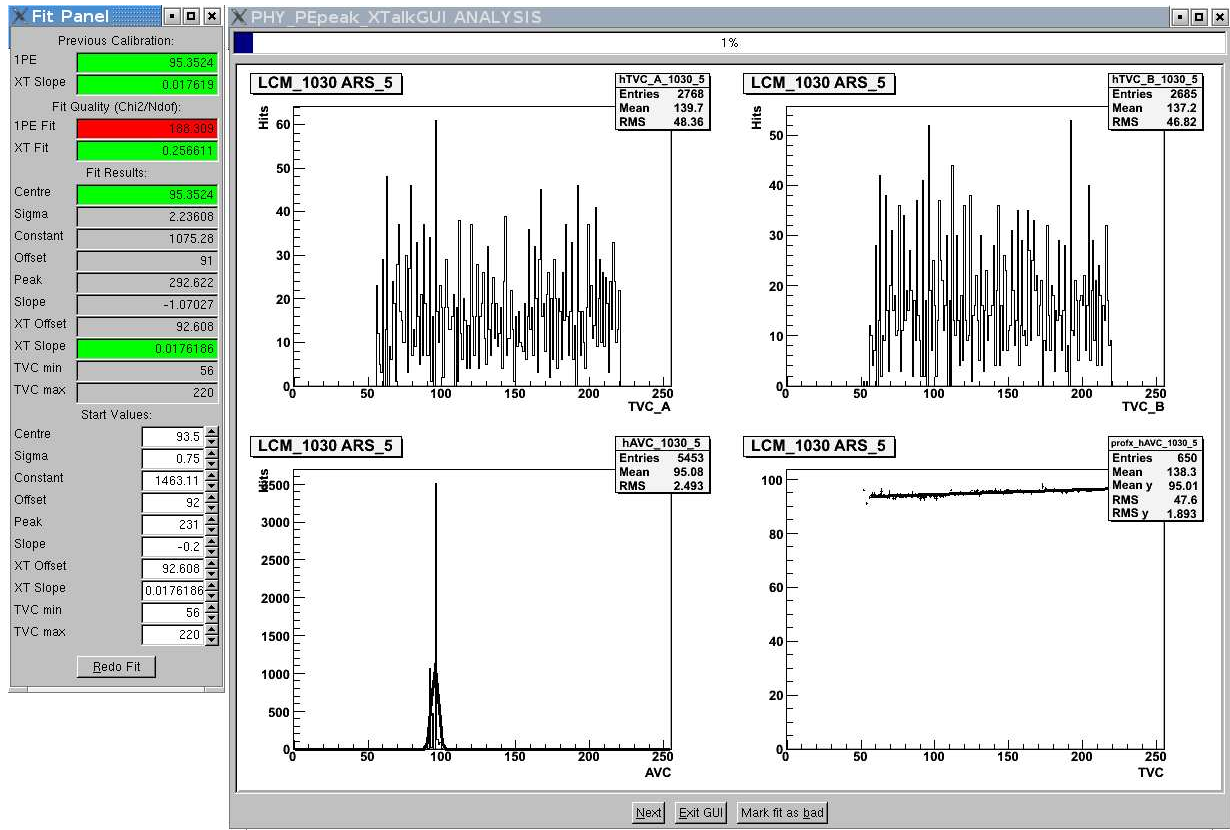 Fit Panel
Previous Calibration:
1PE 95.3524
XT Slope 0.017619
Fit Quality (Chi2/Ndof):
1PE Fit 188.309
XT Fit 0.256611
Fit Results:
Centre 95.3524
Sigma 2.23608
Constant 1075.28
Offset 91
Peak 292.622
Slope -1.07027
XT Offset 92.608
XT Slope 0.0176186
TVC min 56
TVC max 220
Start Values:
Centre 93.5
Sigma 0.75
Constant 1463.11
Offset 92
Peak 231
Slope -0.2
XT Offset 92.608
XT Slope 0.0176186
TVC min 56
TVC max 220
Redo Fit
PHY_PEpeak_XTalkGUI ANALYSIS
1%
LCM_1030 ARS_5
hTVC_A_1030_5
Entries 2768
Mean 139.7
RMS 48.36
Hits
60
50
40
30
20
10
0
0 50 100 150 200 250
TVC_A
LCM_1030 ARS_5
hTVC_B_1030_5
Entries 2685
Mean 137.2
RMS 46.82
Hits
50
40
30
20
10
0
0 50 100 150 200 250
TVC_B
LCM_1030 ARS_5
hAVC_1030_5
Entries 5453
Mean 95.08
RMS 2.493
Hits
3500
3000
2500
2000
1500
1000
500
0
0 50 100 150 200 250
AVC
LCM_1030 ARS_5
profx_hAVC_1030_5
Entries 650
Mean 138.3
Mean y 95.01
RMS 47.6
RMS y 1.893
100
80
60
40
20
0
0 50 100 150 200 250
TVC
Next Exit GUI Mark fit as bad